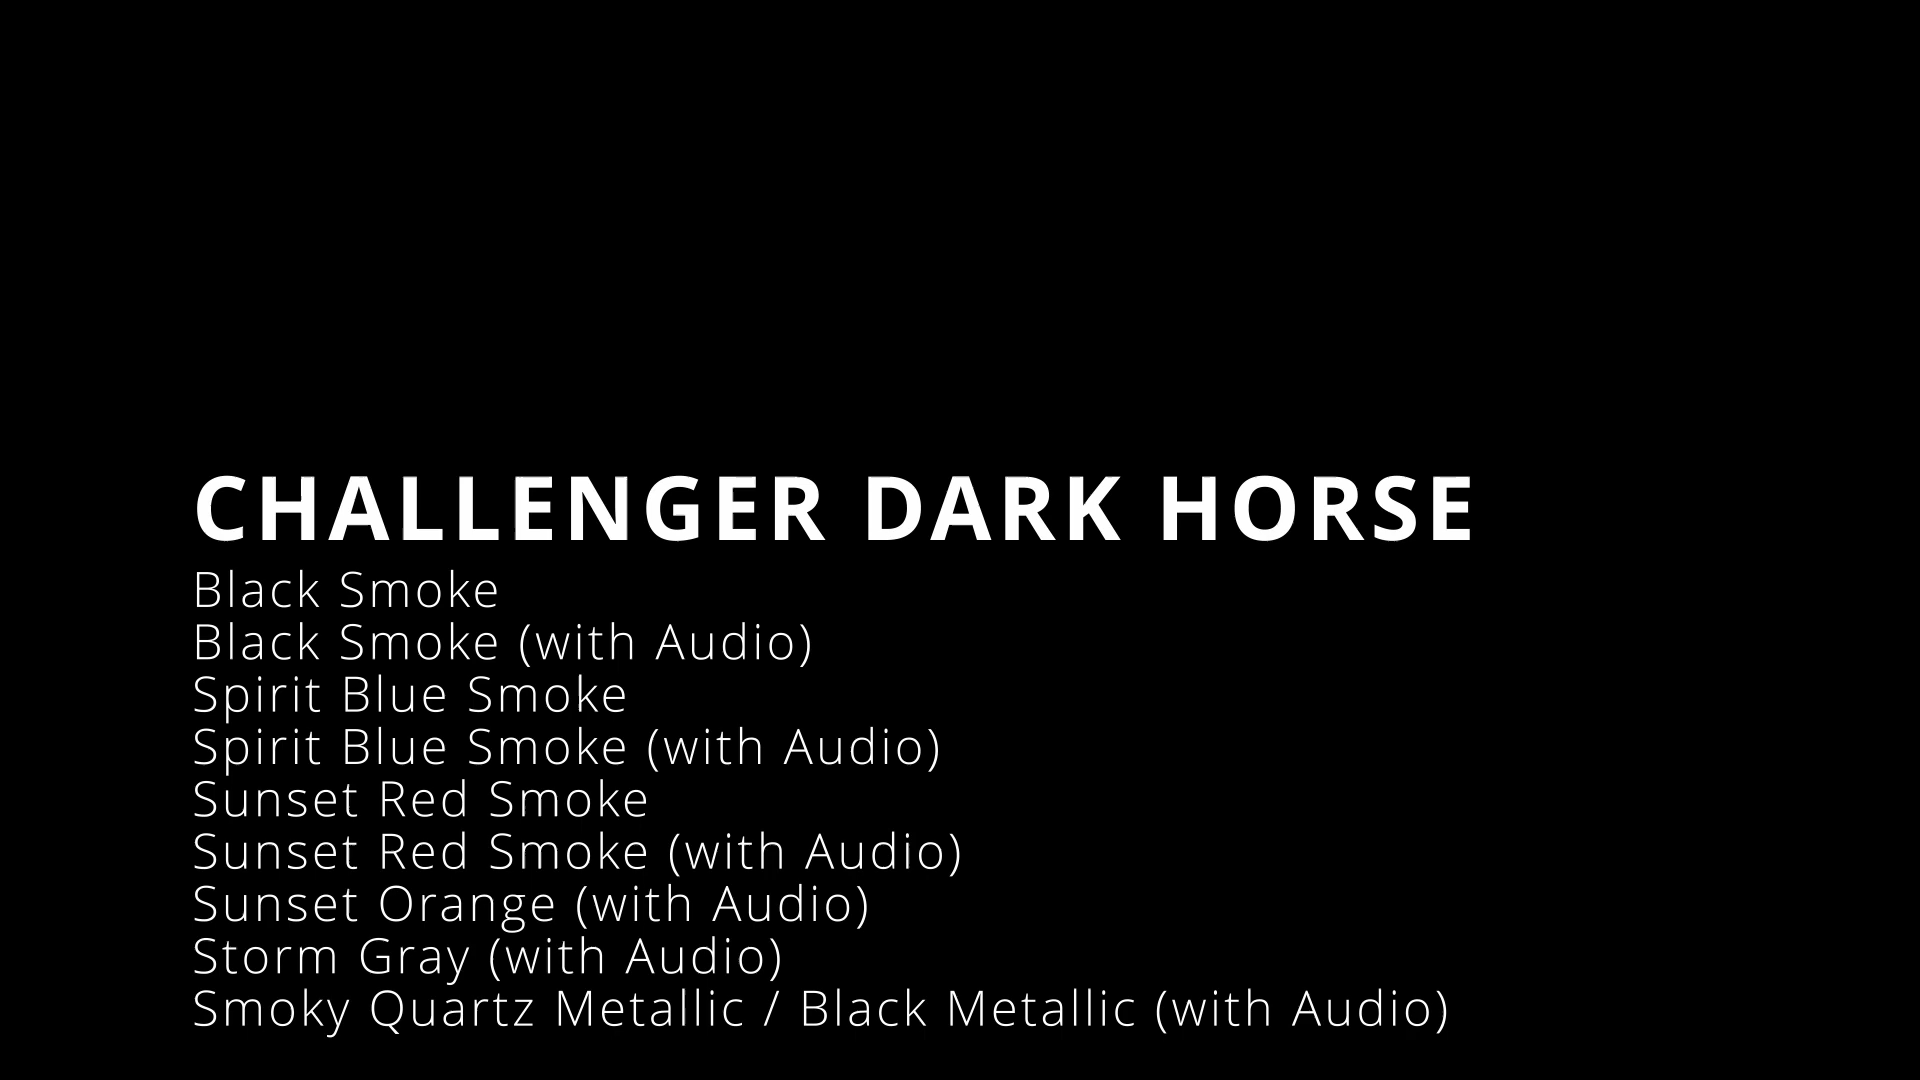 CHALLENGER DARK HORSE
Black Smoke
Black Smoke (with Audio)
Spirit Blue Smoke
Spirit Blue Smoke (with Audio)
Sunset Red Smoke
Sunset Red Smoke (with Audio)
Sunset Orange (with Audio)
Storm Gray (with Audio)
Smoky Quartz Metallic / Black Metallic (with Audio)